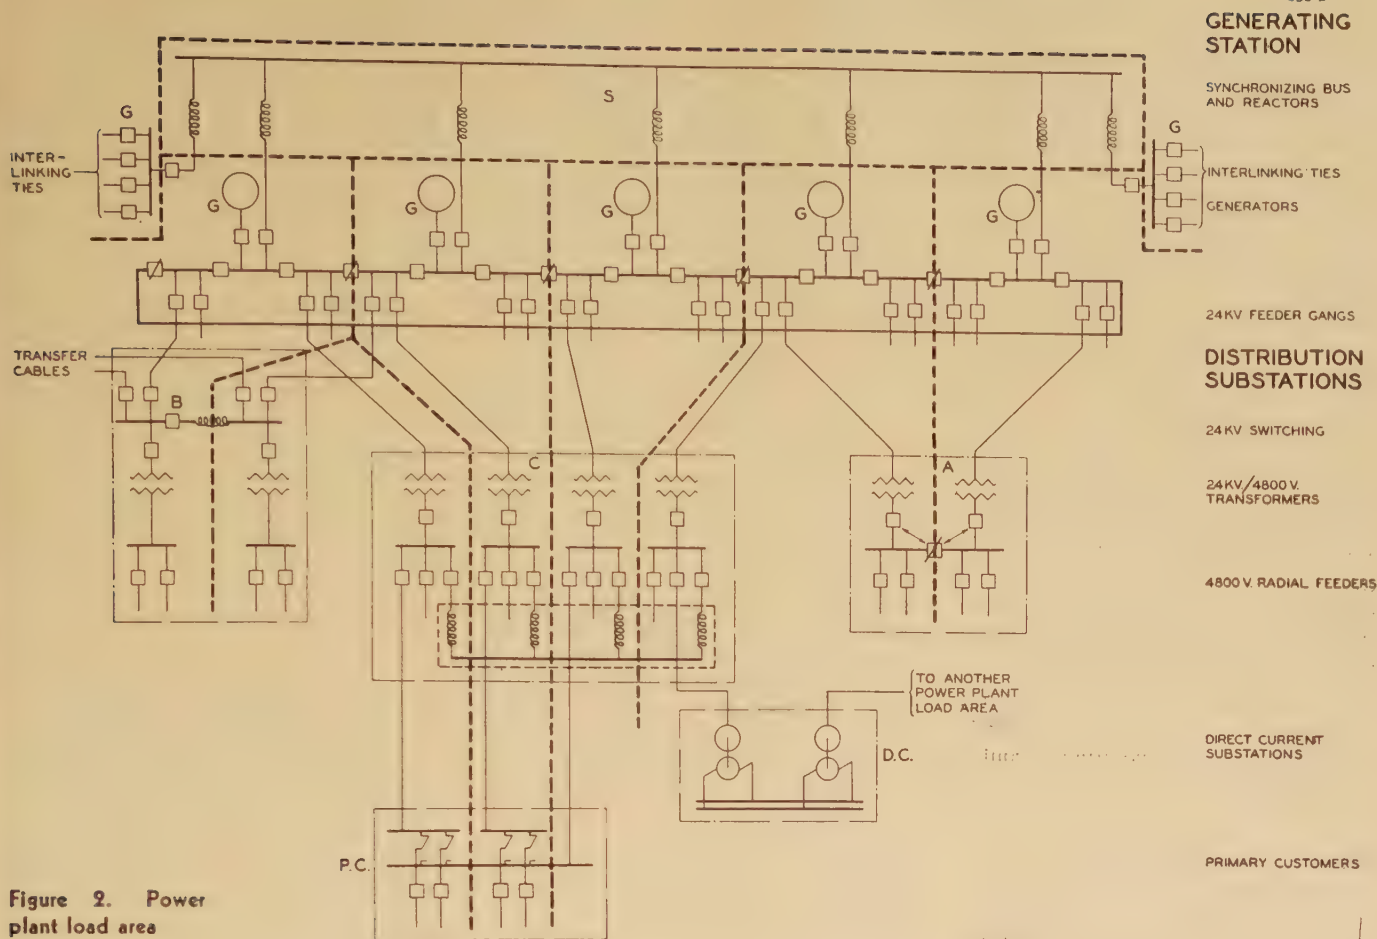 GENERATING
STATION
SYNCHRONIZING BUS
AND REACTORS
S
G
G
INTER-
LINKING
TIES
INTERLINKING TIES
G
G
G
G
G
GENERATORS
24KV FEEDER GANGS
TRANSFER
CABLES
DISTRIBUTION
SUBSTATIONS
B
24KV SWITCHING
C
A
24KV./4800V.
TRANSFORMERS
4800V. RADIAL FEEDERS
TO ANOTHER
POWER PLANT
LOAD AREA
D.C.
DIRECT CURRENT
SUBSTATIONS
P.C.
PRIMARY CUSTOMERS
Figure 2. Power
plant load area